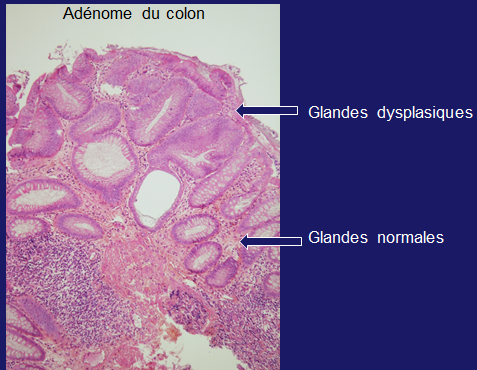 Adénome du colon
Glandes dysplasiques
Glandes normales